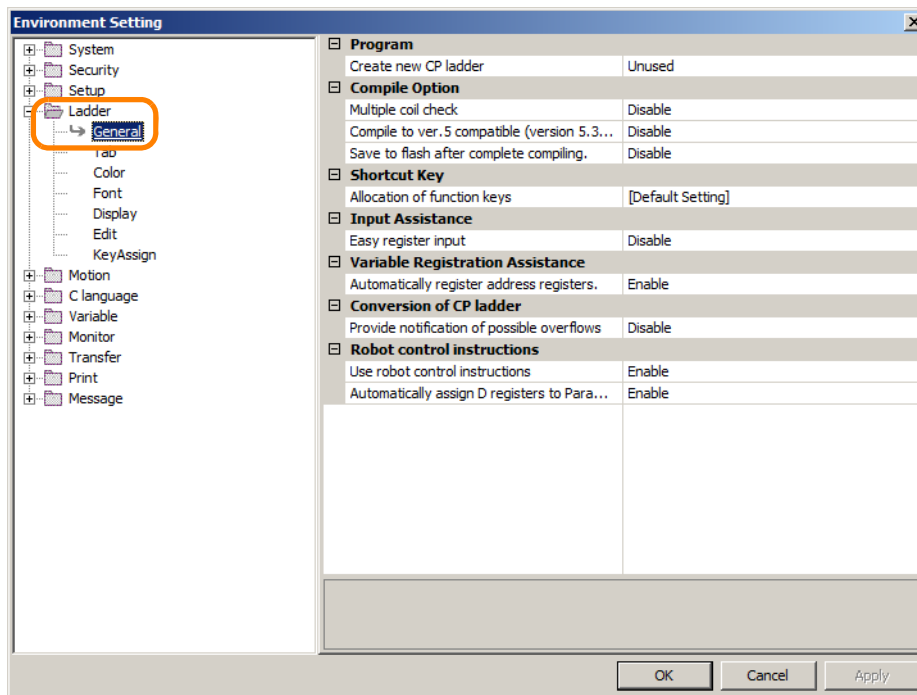 Environment Setting
System
Security
Setup
Ladder
General
Tab
Color
Font
Display
Edit
KeyAssign
Motion
C language
Variable
Monitor
Transfer
Print
Message
Program
Create new CP ladder Unused
Compile Option
Multiple coil check Disable
Compile to ver.5 compatible (version 5.3... Disable
Save to flash after complete compiling. Disable
Shortcut Key
Allocation of function keys [Default Setting]
Input Assistance
Easy register input Disable
Variable Registration Assistance
Automatically register address registers. Enable
Conversion of CP ladder
Provide notification of possible overflows Disable
Robot control instructions
Use robot control instructions Enable
Automatically assign D registers to Para... Enable
OK Cancel Apply